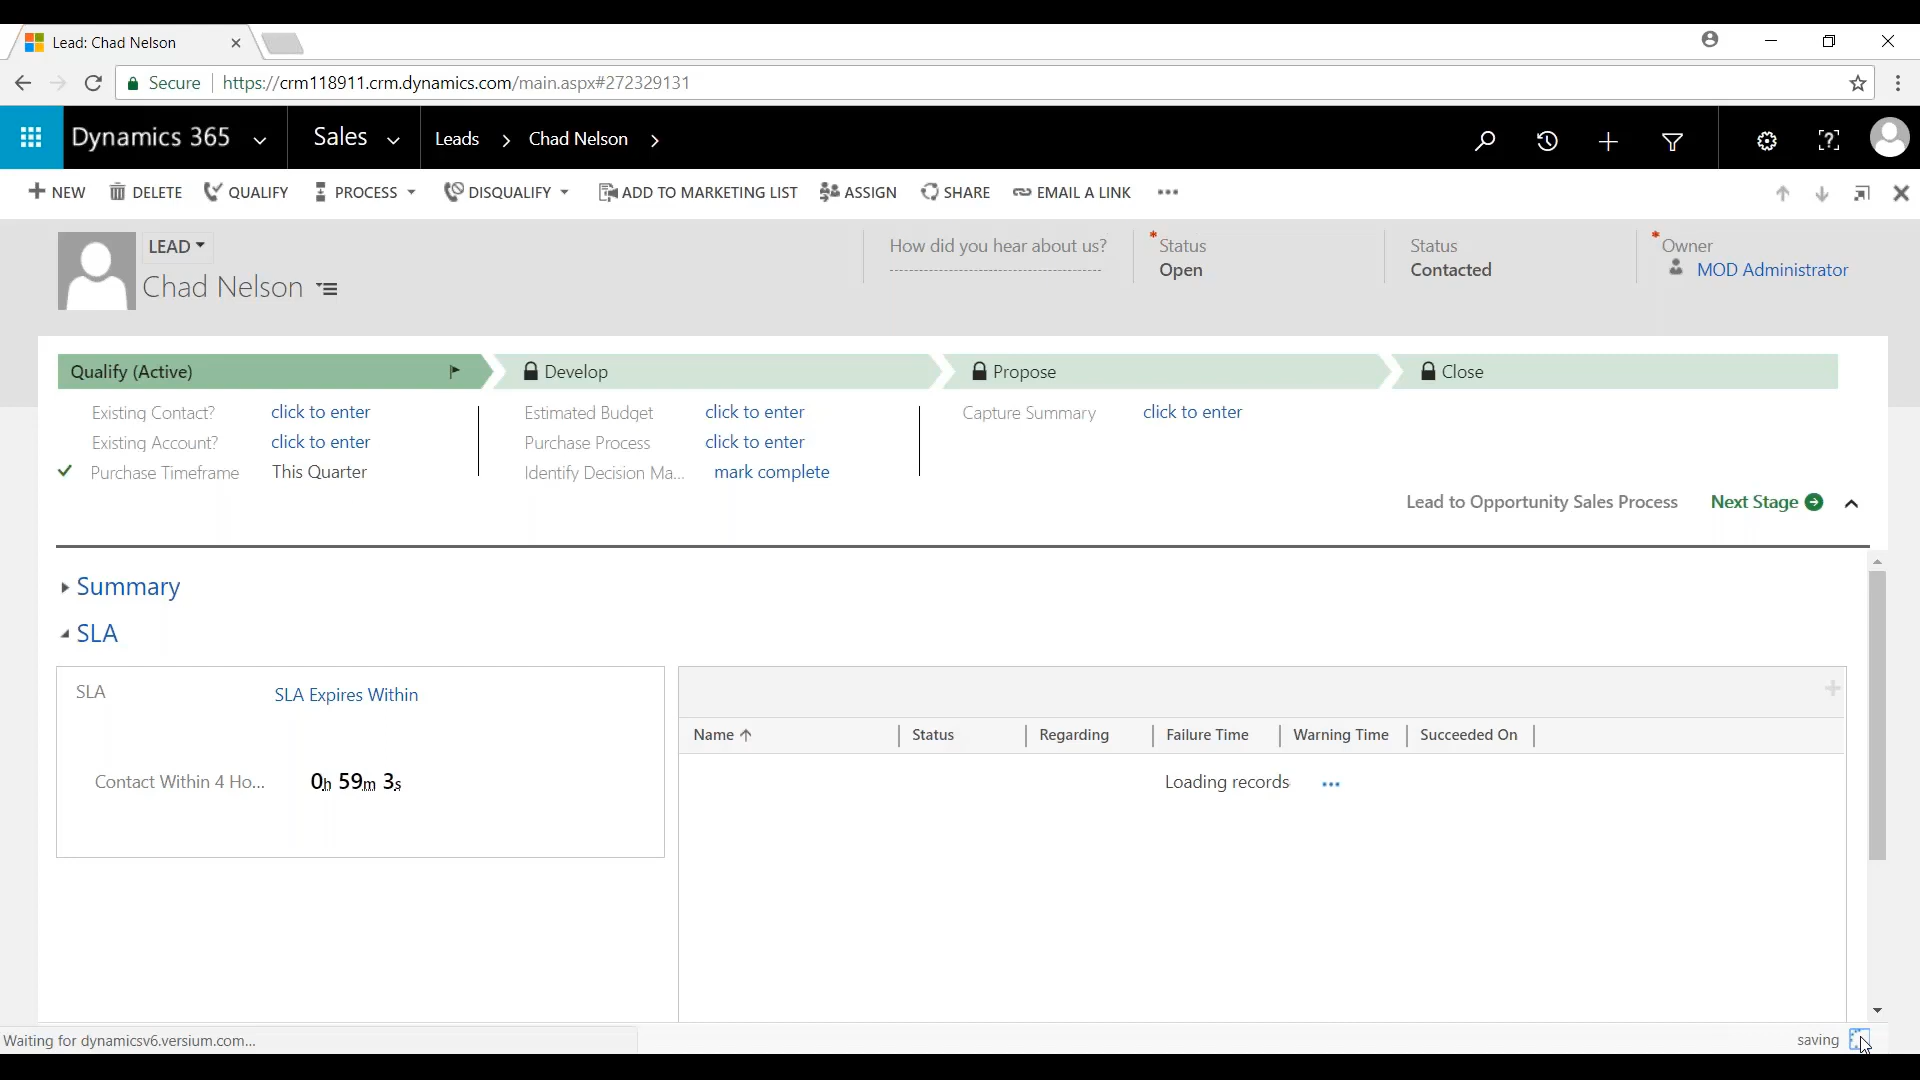 Lead: Chad Nelson
Secure https://crm118911.crm.dynamics.com/main.aspx#272329131
Dynamics 365 Sales Leads > Chad Nelson >
NEW DELETE QUALIFY PROCESS DISQUALIFY ADD TO MARKETING LIST ASSIGN SHARE EMAIL A LINK •••
LEAD
Chad Nelson
How did you hear about us?
* Status
Open
Status
Contacted
* Owner
MOD Administrator
Qualify (Active) Develop Propose Close
Existing Contact? click to enter
Existing Account? click to enter
Purchase Timeframe This Quarter
Estimated Budget click to enter
Purchase Process click to enter
Identify Decision Ma... mark complete
Capture Summary click to enter
Lead to Opportunity Sales Process Next Stage
Summary
SLA
SLA SLA Expires Within
Contact Within 4 Ho... 0h 59m 3s
Name Status Regarding Failure Time Warning Time Succeeded On
Loading records
Waiting for dynamicsv6.versium.com...
saving